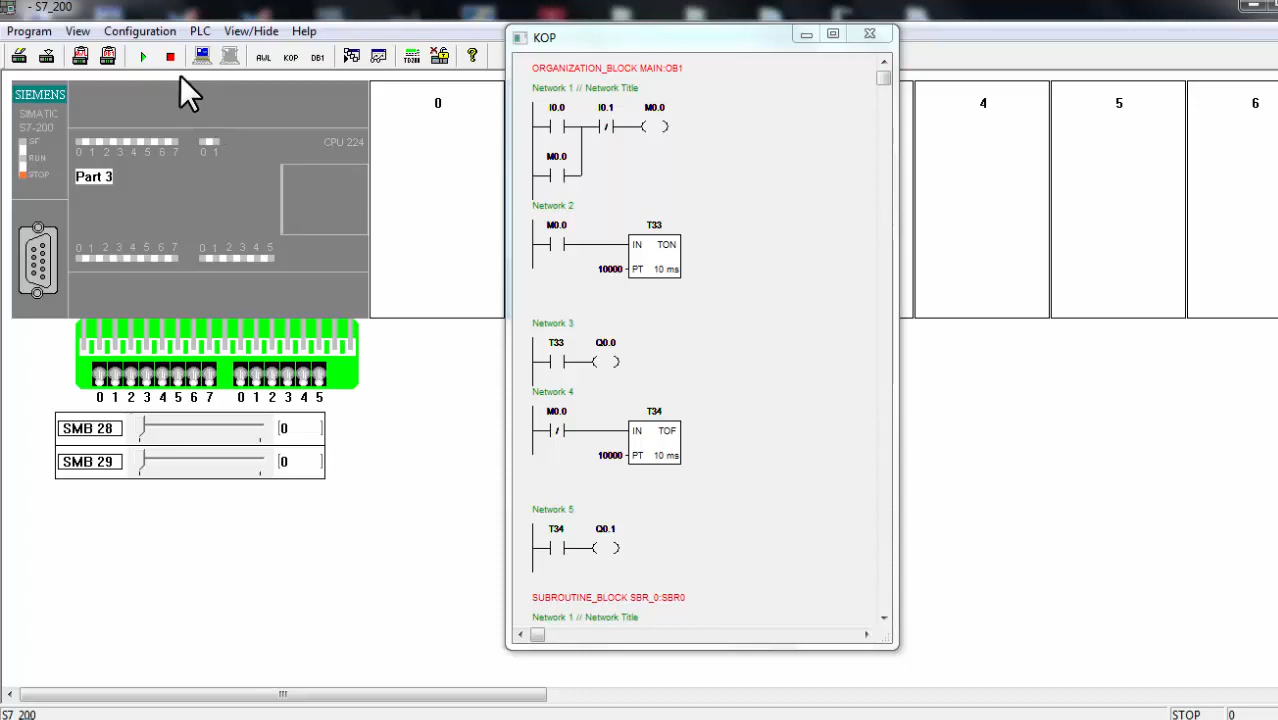 - S7_200
Program View Configuration PLC View/Hide Help
AWL KOP DB1 TD200 ?
SIEMENS
SIMATIC
S7-200
SF
RUN
STOP
0 1 2 3 4 5 6 7 0 1
CPU 224
Part 3
0 1 2 3 4 5 6 7 0 1 2 3 4 5
0 1 2 3 4 5 6 7 0 1 2 3 4 5
SMB 28 [0 ]
SMB 29 [0 ]
0
KOP
ORGANIZATION_BLOCK MAIN:OB1
Network 1 // Network Title
I0.0 I0.1 M0.0
M0.0
Network 2
M0.0 T33
IN TON
10000 PT 10 ms
Network 3
T33 Q0.0
Network 4
M0.0 T34
IN TOF
10000 PT 10 ms
Network 5
T34 Q0.1
SUBROUTINE_BLOCK SBR_0:SBR0
Network 1 // Network Title
4 5 6
S7_200 STOP 0